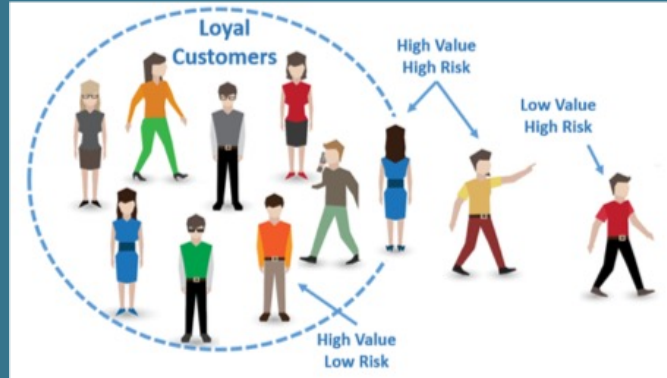 Loyal
Customers
High Value
High Risk
Low Value
High Risk
High Value
Low Risk